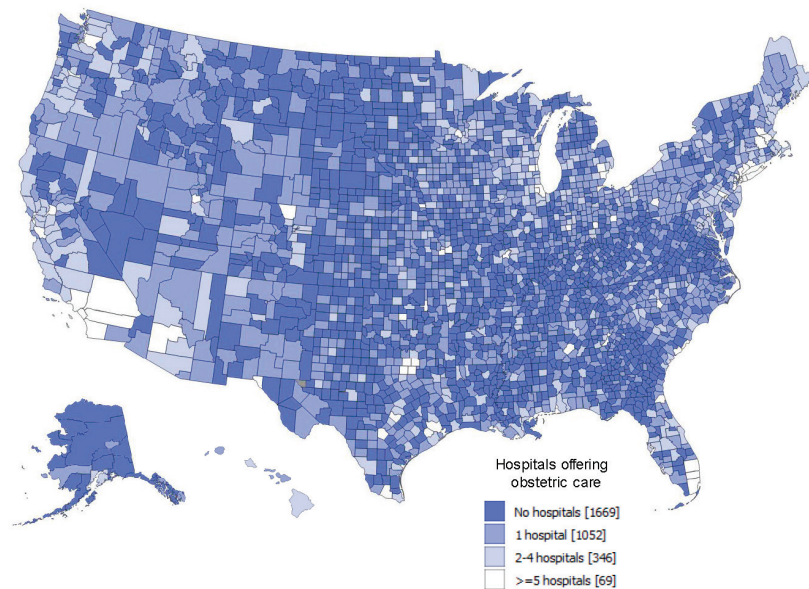 Hospitals offering
obstetric care
No hospitals [1669]
1 hospital [1052]
2-4 hospitals [346]
>=5 hospitals [69]